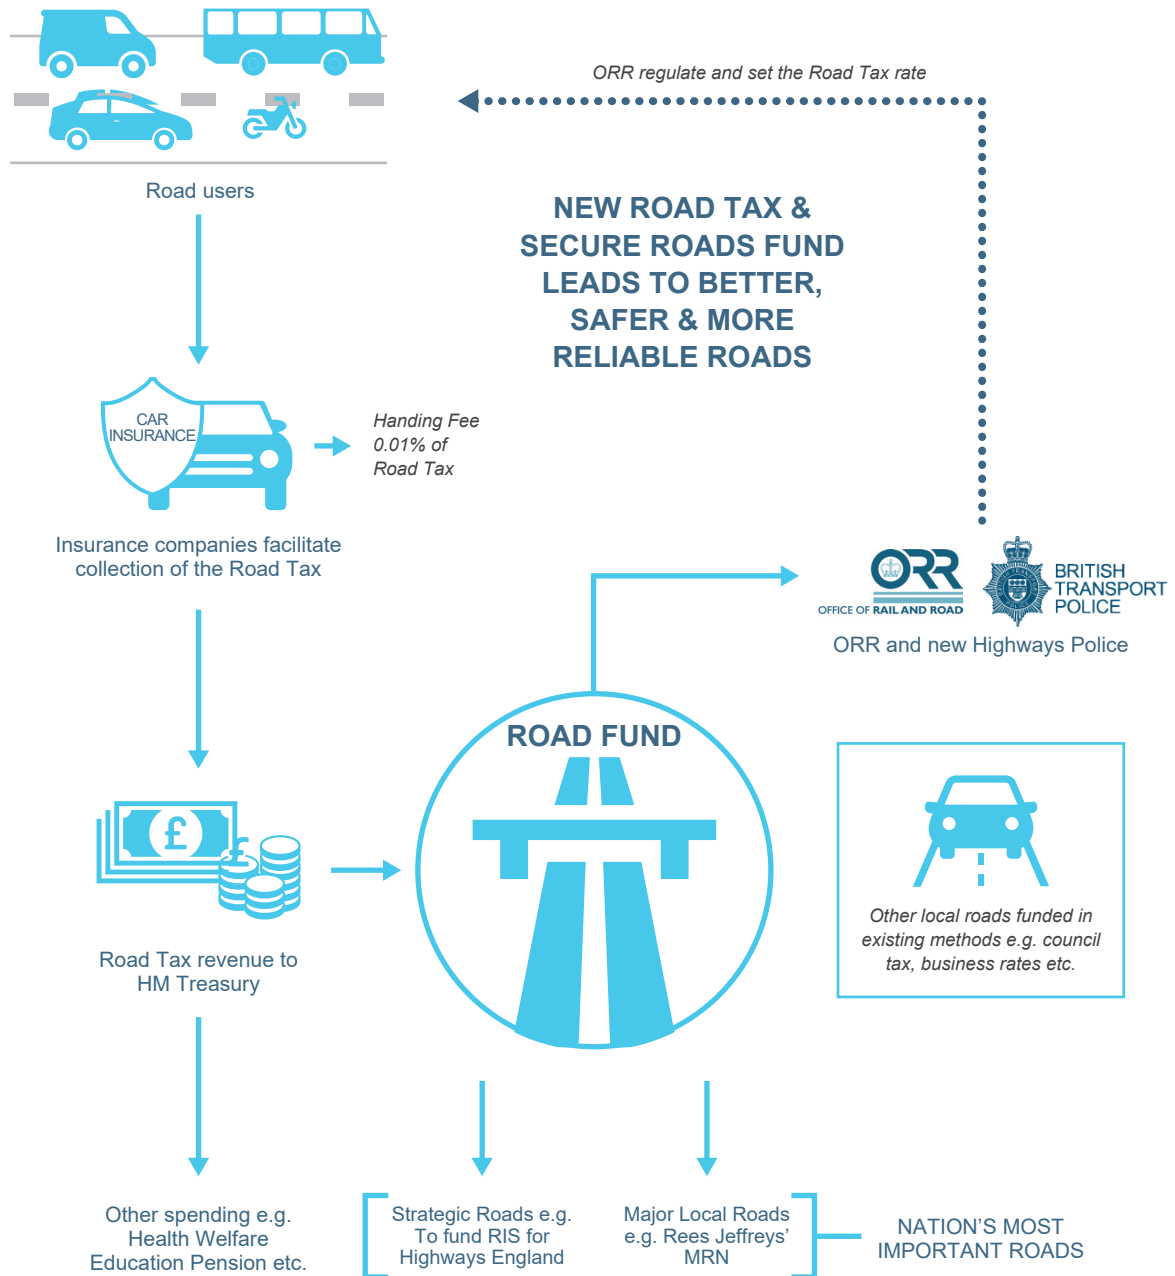 ORR regulate and set the Road Tax rate
Road users
NEW ROAD TAX &
SECURE ROADS FUND
LEADS TO BETTER,
SAFER & MORE
RELIABLE ROADS
CAR
INSURANCE
Handing Fee
0.01% of
Road Tax
Insurance companies facilitate
collection of the Road Tax
ORR
OFFICE OF RAIL AND ROAD
BRITISH
TRANSPORT
POLICE
ORR and new Highways Police
ROAD FUND
£
£
Road Tax revenue to
HM Treasury
Other local roads funded in
existing methods e.g. council
tax, business rates etc.
Other spending e.g.
Health Welfare
Education Pension etc.
Strategic Roads e.g.
To fund RIS for
Highways England
Major Local Roads
e.g. Rees Jeffreys’
MRN
NATION’S MOST
IMPORTANT ROADS